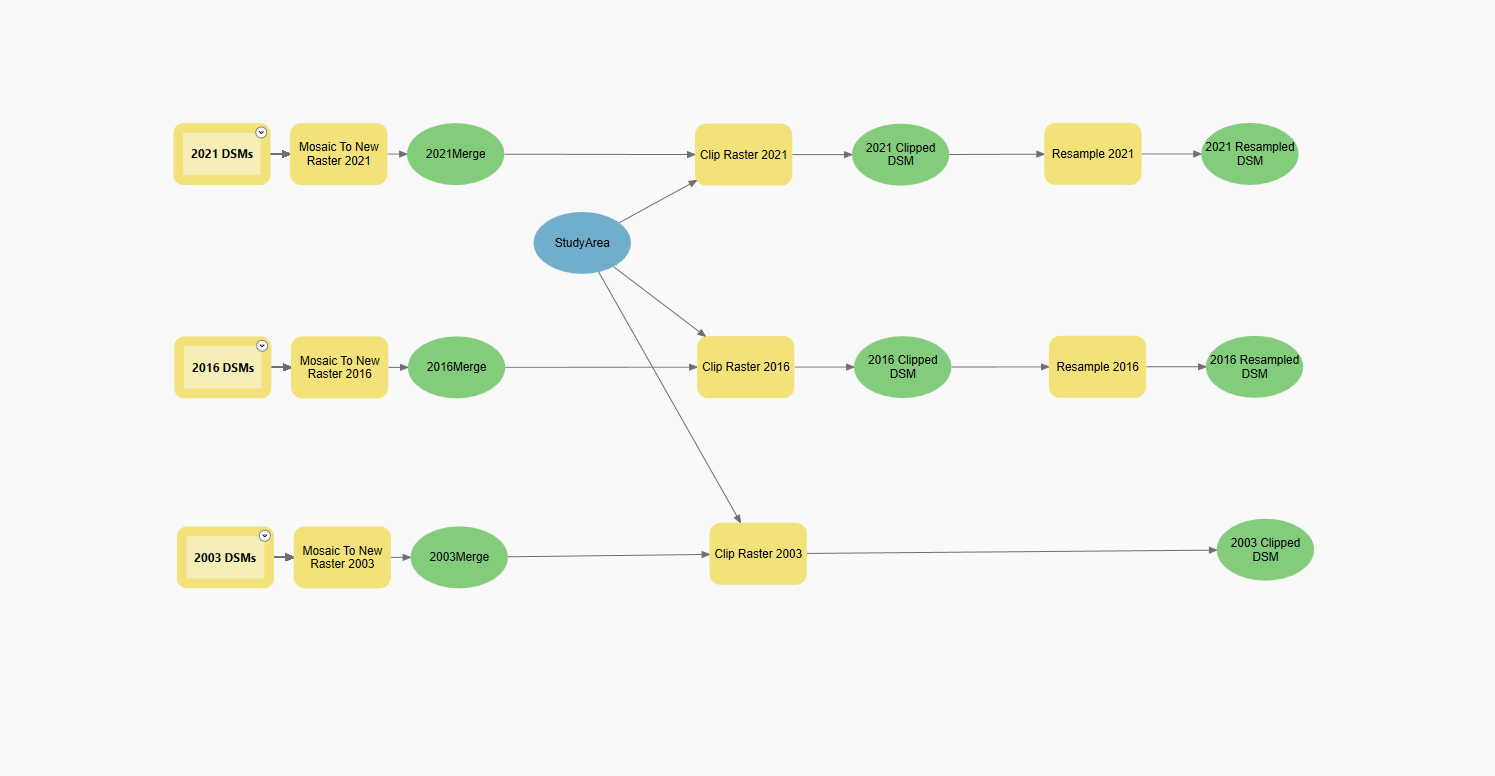 2021 DSMs
Mosaic To New
Raster 2021
2021Merge
Clip Raster 2021
2021 Clipped
DSM
Resample 2021
2021 Resampled
DSM
StudyArea
2016 DSMs
Mosaic To New
Raster 2016
2016Merge
Clip Raster 2016
2016 Clipped
DSM
Resample 2016
2016 Resampled
DSM
2003 DSMs
Mosaic To New
Raster 2003
2003Merge
Clip Raster 2003
2003 Clipped
DSM